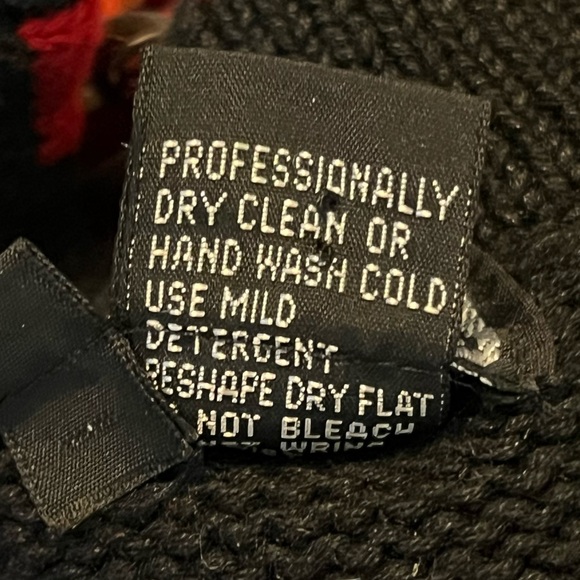 PROFESSIONALLY
DRY CLEAN OR
HAND WASH COLD
USE MILD
DETERGENT
RESHAPE DRY FLAT
NOT BLEACH